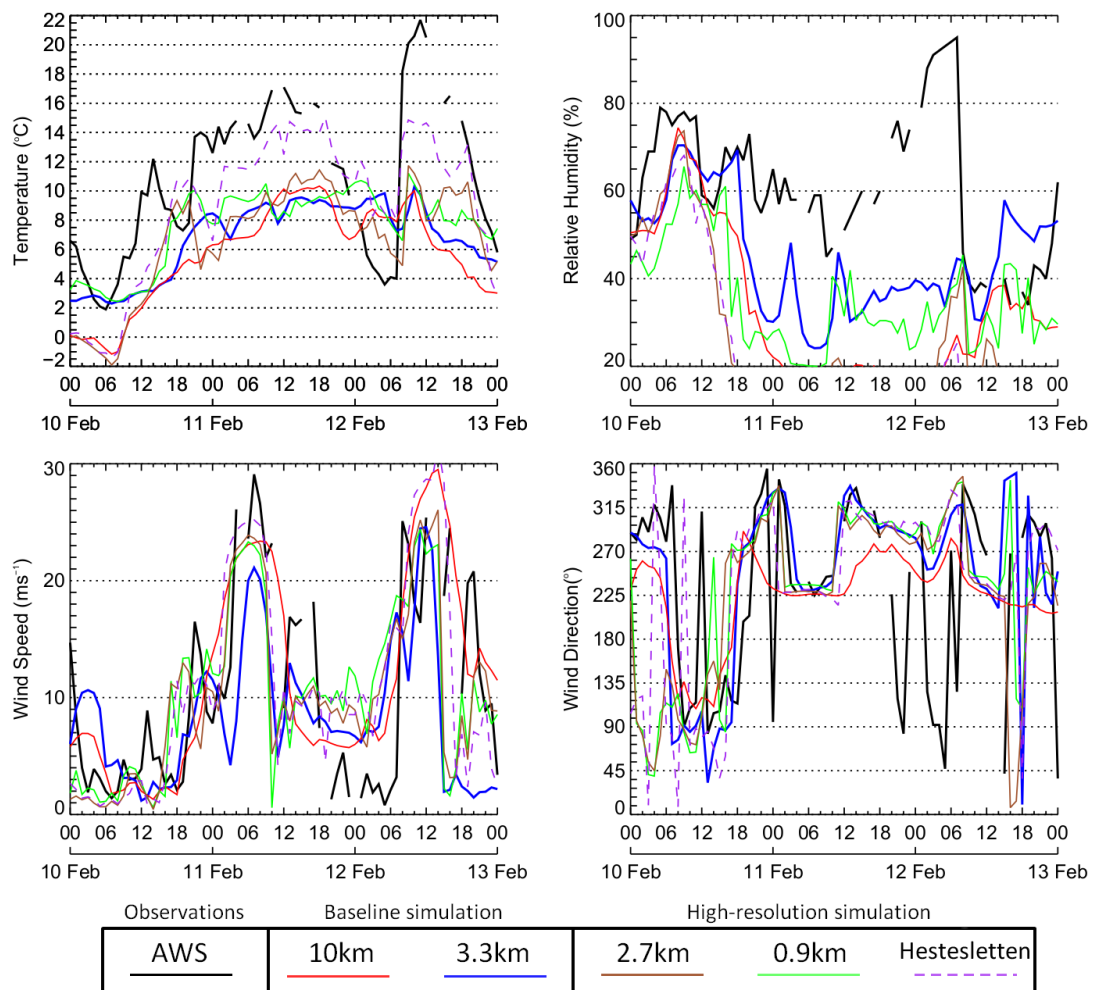 22
20
18
16
14
12
10
8
6
4
2
0
−2
Temperature (°C)
00 06 12 18 00 06 12 18 00 06 12 18 00
10 Feb 11 Feb 12 Feb 13 Feb
100
80
60
40
20
Relative Humidity (%)
00 06 12 18 00 06 12 18 00 06 12 18 00
10 Feb 11 Feb 12 Feb 13 Feb
30
20
10
0
Wind Speed (ms⁻¹)
00 06 12 18 00 06 12 18 00 06 12 18 00
10 Feb 11 Feb 12 Feb 13 Feb
360
315
270
225
180
135
90
45
0
Wind Direction(°)
00 06 12 18 00 06 12 18 00 06 12 18 00
10 Feb 11 Feb 12 Feb 13 Feb
Observations Baseline simulation High-resolution simulation
AWS 10km 3.3km 2.7km 0.9km Hestesletten